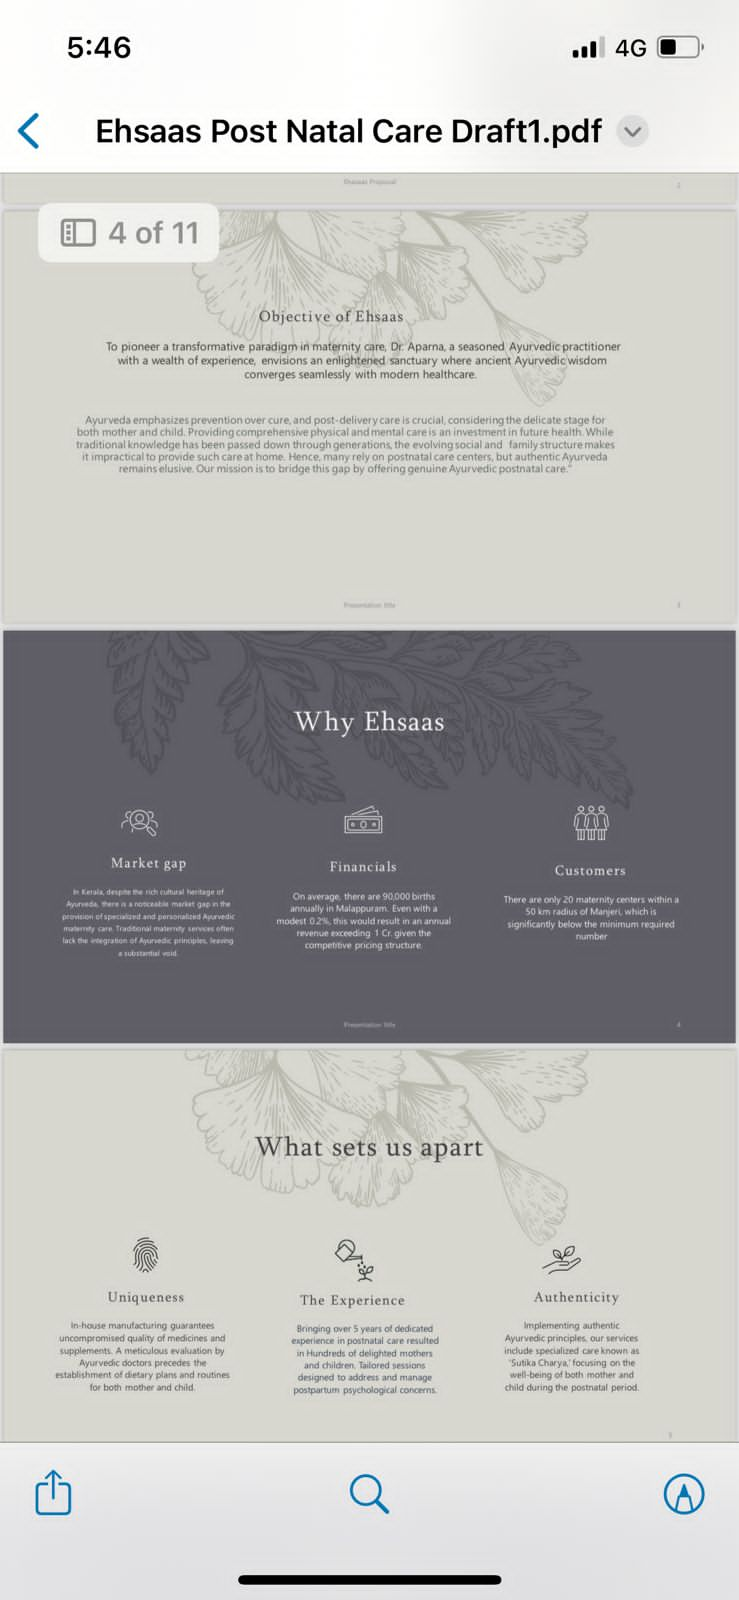 5:46
4G
Ehsaas Post Natal Care Draft1.pdf
Ehasaas Proposal
2
4 of 11
Objective of Ehsaas
To pioneer a transformative paradigm in maternity care, Dr. Aparna, a seasoned Ayurvedic practitioner
with a wealth of experience, envisions an enlightened sanctuary where ancient Ayurvedic wisdom
converges seamlessly with modern healthcare.
Ayurveda emphasizes prevention over cure, and post-delivery care is crucial, considering the delicate stage for
both mother and child. Providing comprehensive physical and mental care is an investment in future health. While
traditional knowledge has been passed down through generations, the evolving social and family structure makes
it impractical to provide such care at home. Hence, many rely on postnatal care centers, but authentic Ayurveda
remains elusive. Our mission is to bridge this gap by offering genuine Ayurvedic postnatal care."
Presentation title
3
Why Ehsaas
Market gap
In Kerala, despite the rich cultural heritage of
Ayurveda, there is a noticeable market gap in the
provision of specialized and personalized Ayurvedic
maternity care. Traditional maternity services often
lack the integration of Ayurvedic principles, leaving
a substantial void.
Financials
On average, there are 90,000 births
annually in Malappuram. Even with a
modest 0.2%, this would result in an annual
revenue exceeding 1 Cr. given the
competitive pricing structure.
Customers
There are only 20 maternity centers within a
50 km radius of Manjeri, which is
significantly below the minimum required
number
Presentation title
4
What sets us apart
Uniqueness
In-house manufacturing guarantees
uncompromised quality of medicines and
supplements. A meticulous evaluation by
Ayurvedic doctors precedes the
establishment of dietary plans and routines
for both mother and child.
The Experience
Bringing over 5 years of dedicated
experience in postnatal care resulted
in Hundreds of delighted mothers
and children. Tailored sessions
designed to address and manage
postpartum psychological concerns.
Authenticity
Implementing authentic
Ayurvedic principles, our services
include specialized care known as
'Sutika Charya,' focusing on the
well-being of both mother and
child during the postnatal period.
5